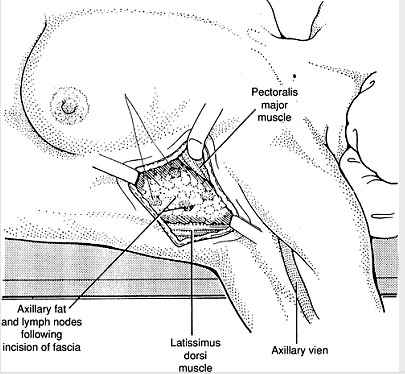 Pectoralis
major
muscle
Axillary fat
and lymph nodes
following
incision of fascia
Latissimus
dorsi
muscle
Axillary vien